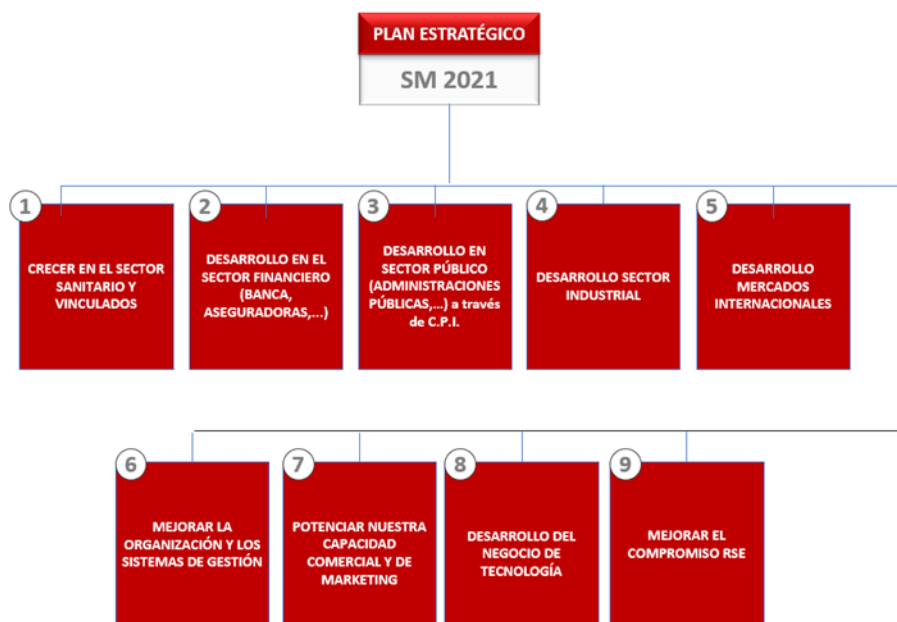 PLAN ESTRATÉGICO
SM 2021
1
CRECER EN EL SECTOR
SANITARIO Y
VINCULADOS
2
DESARROLLO EN EL
SECTOR FINANCIERO
(BANCA,
ASEGURADORAS,...)
3
DESARROLLO EN
SECTOR PÚBLICO
(ADMINISTRACIONES
PÚBLICAS,...) a través
de C.P.I.
4
DESARROLLO SECTOR
INDUSTRIAL
5
DESARROLLO
MERCADOS
INTERNACIONALES
6
MEJORAR LA
ORGANIZACIÓN Y LOS
SISTEMAS DE GESTIÓN
7
POTENCIAR NUESTRA
CAPACIDAD
COMERCIAL Y DE
MARKETING
8
DESARROLLO DEL
NEGOCIO DE
TECNOLOGÍA
9
MEJORAR EL
COMPROMISO RSE